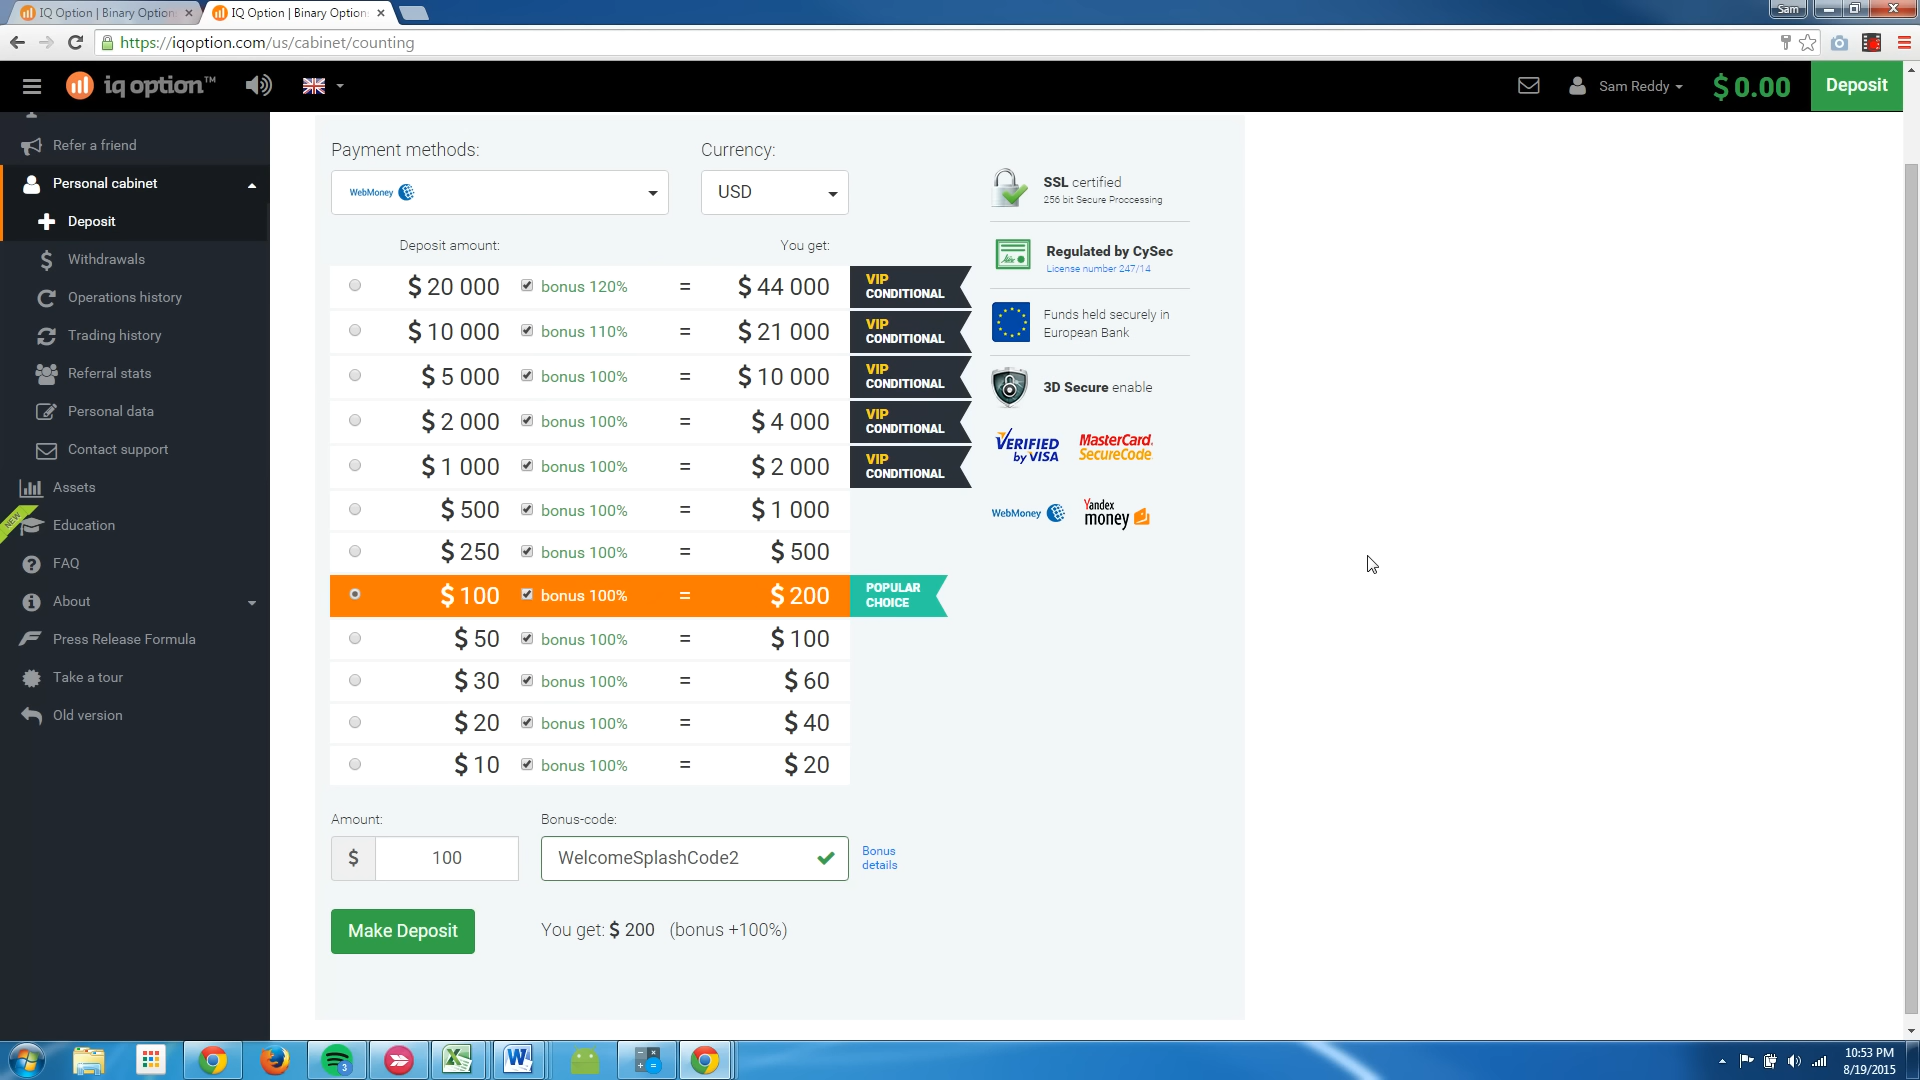 IQ Option | Binary Option
IQ Option | Binary Option
Sam
https://iqoption.com/us/cabinet/counting
iq option™
Sam Reddy
$ 0.00
Deposit
Refer a friend
Personal cabinet
Deposit
Withdrawals
Operations history
Trading history
Referral stats
Personal data
Contact support
Assets
NEW
Education
FAQ
About
Press Release Formula
Take a tour
Old version
Payment methods:
Currency:
WebMoney
USD
Deposit amount:
You get:
$ 20 000 bonus 120% = $ 44 000 VIP CONDITIONAL
$ 10 000 bonus 110% = $ 21 000 VIP CONDITIONAL
$ 5 000 bonus 100% = $ 10 000 VIP CONDITIONAL
$ 2 000 bonus 100% = $ 4 000 VIP CONDITIONAL
$ 1 000 bonus 100% = $ 2 000 VIP CONDITIONAL
$ 500 bonus 100% = $ 1 000
$ 250 bonus 100% = $ 500
$ 100 bonus 100% = $ 200 POPULAR CHOICE
$ 50 bonus 100% = $ 100
$ 30 bonus 100% = $ 60
$ 20 bonus 100% = $ 40
$ 10 bonus 100% = $ 20
Amount:
Bonus-code:
$ 100
WelcomeSplashCode2
Bonus
details
Make Deposit
You get: $ 200 (bonus +100%)
SSL certified
256 bit Secure Proccessing
Regulated by CySec
License number 247/14
Funds held securely in
European Bank
3D Secure enable
VERIFIED
by VISA
MasterCard.
SecureCode.
WebMoney
Yandex
money
3
10:53 PM
8/19/2015